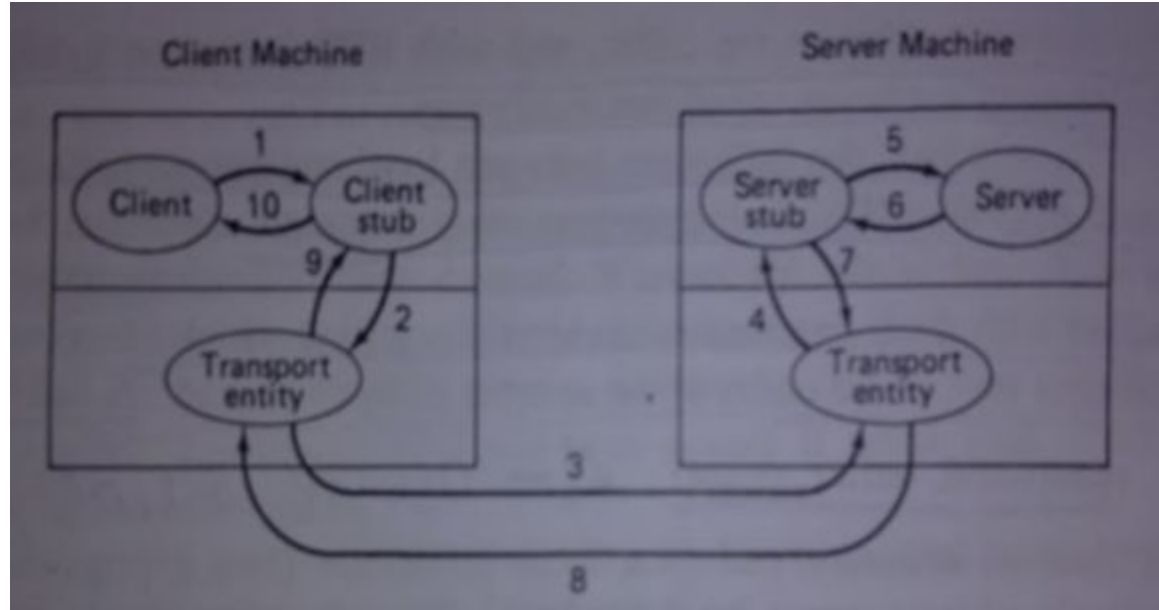 Client Machine
Server Machine
1
5
Client
10
Client
stub
Server
stub
6
Server
9
7
2
4
Transport
entity
Transport
entity
3
8